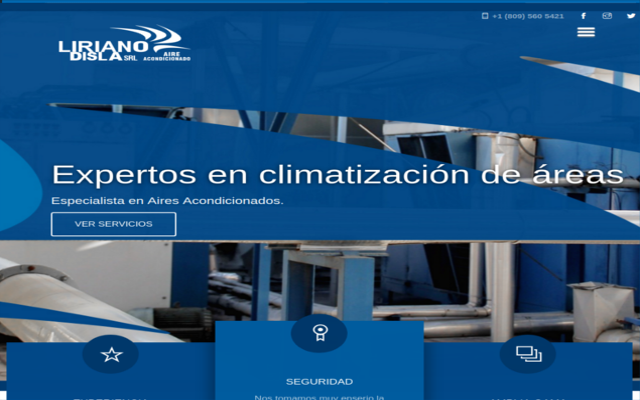 +1 (809) 560 5421
LIRIANO
DISLA SRL
AIRE
ACONDICIONADO
Expertos en climatización de áreas
Especialista en Aires Acondicionados.
VER SERVICIOS
SEGURIDAD
Nos tomamos muy enserio la